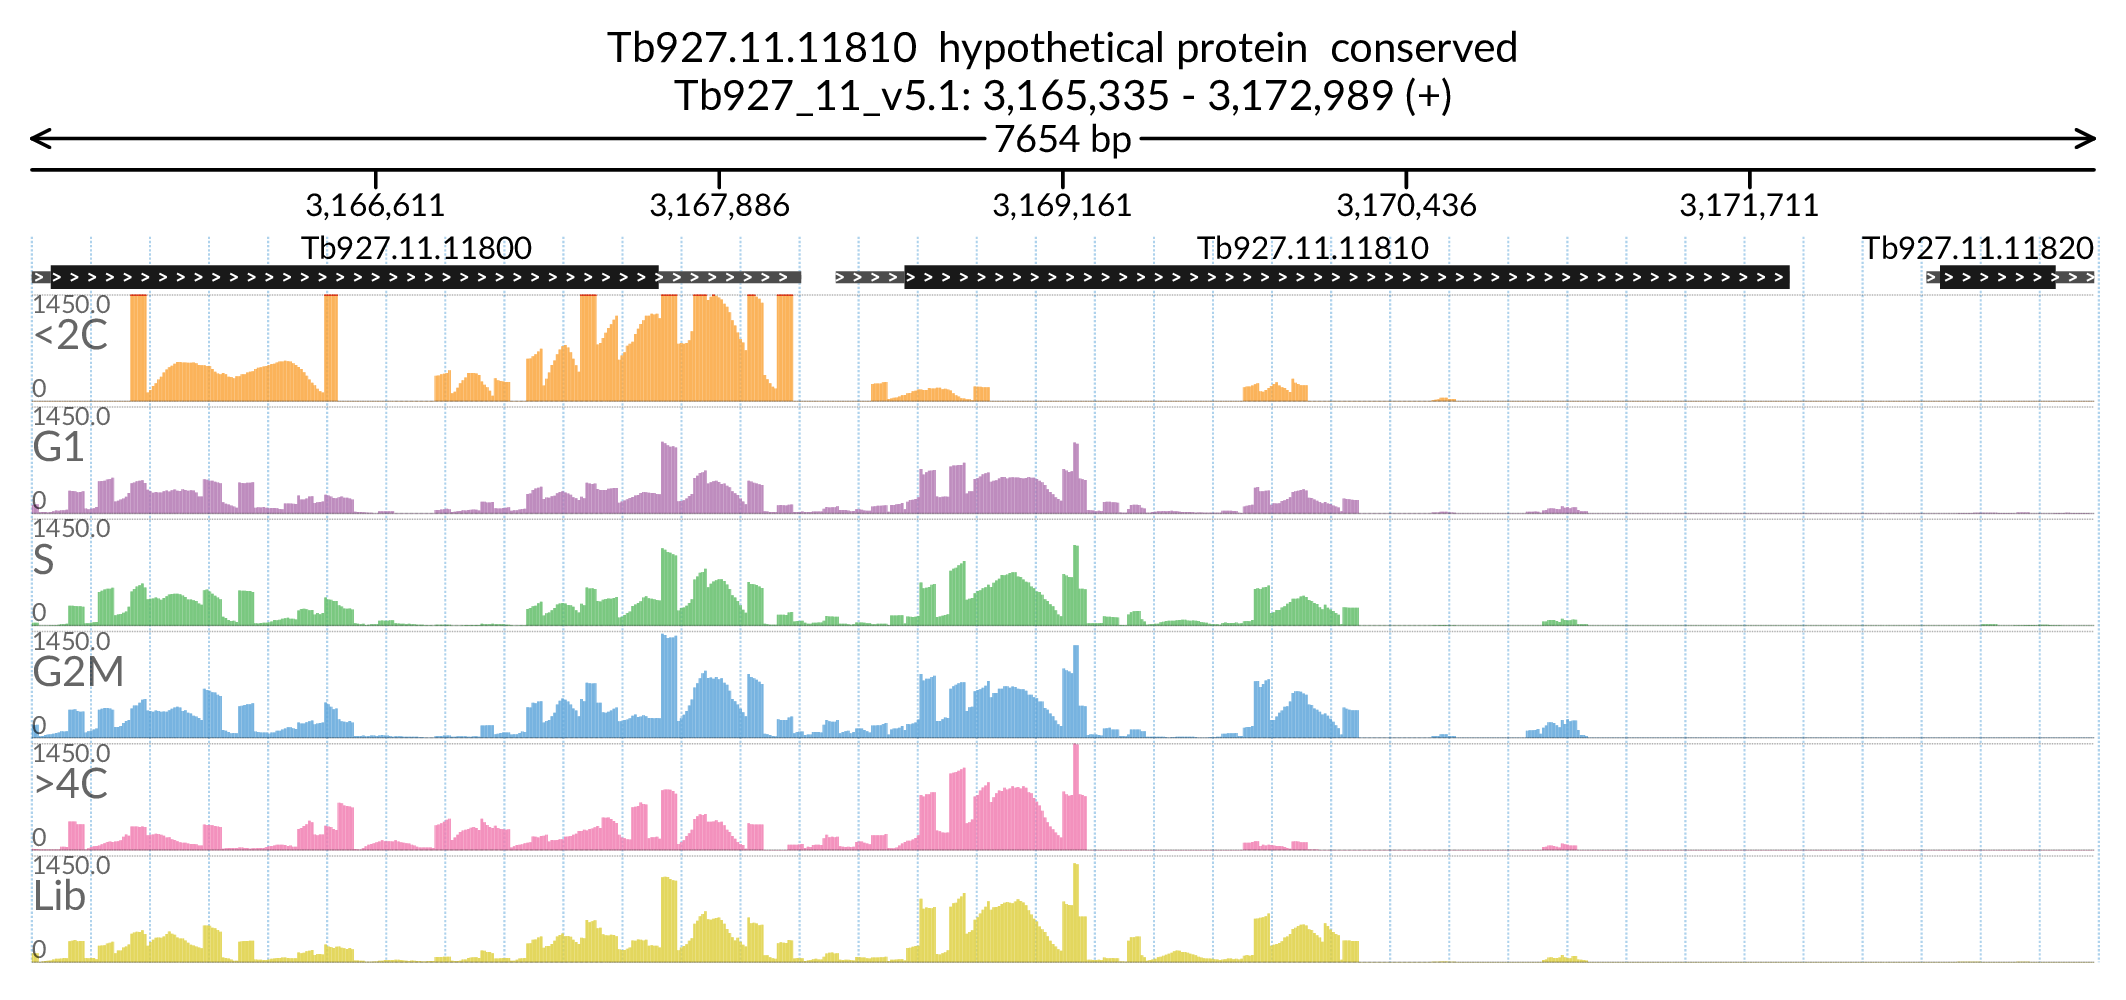 Tb927.11.11810 hypothetical protein conserved
Tb927_11_v5.1: 3,165,335 - 3,172,989 (+)
7654 bp
3,166,611 3,167,886 3,169,161 3,170,436 3,171,711
Tb927.11.11800 Tb927.11.11810 Tb927.11.11820
1450.0
<2C
0
1450.0
G1
0
1450.0
S
0
1450.0
G2M
0
1450.0
>4C
0
1450.0
Lib
0